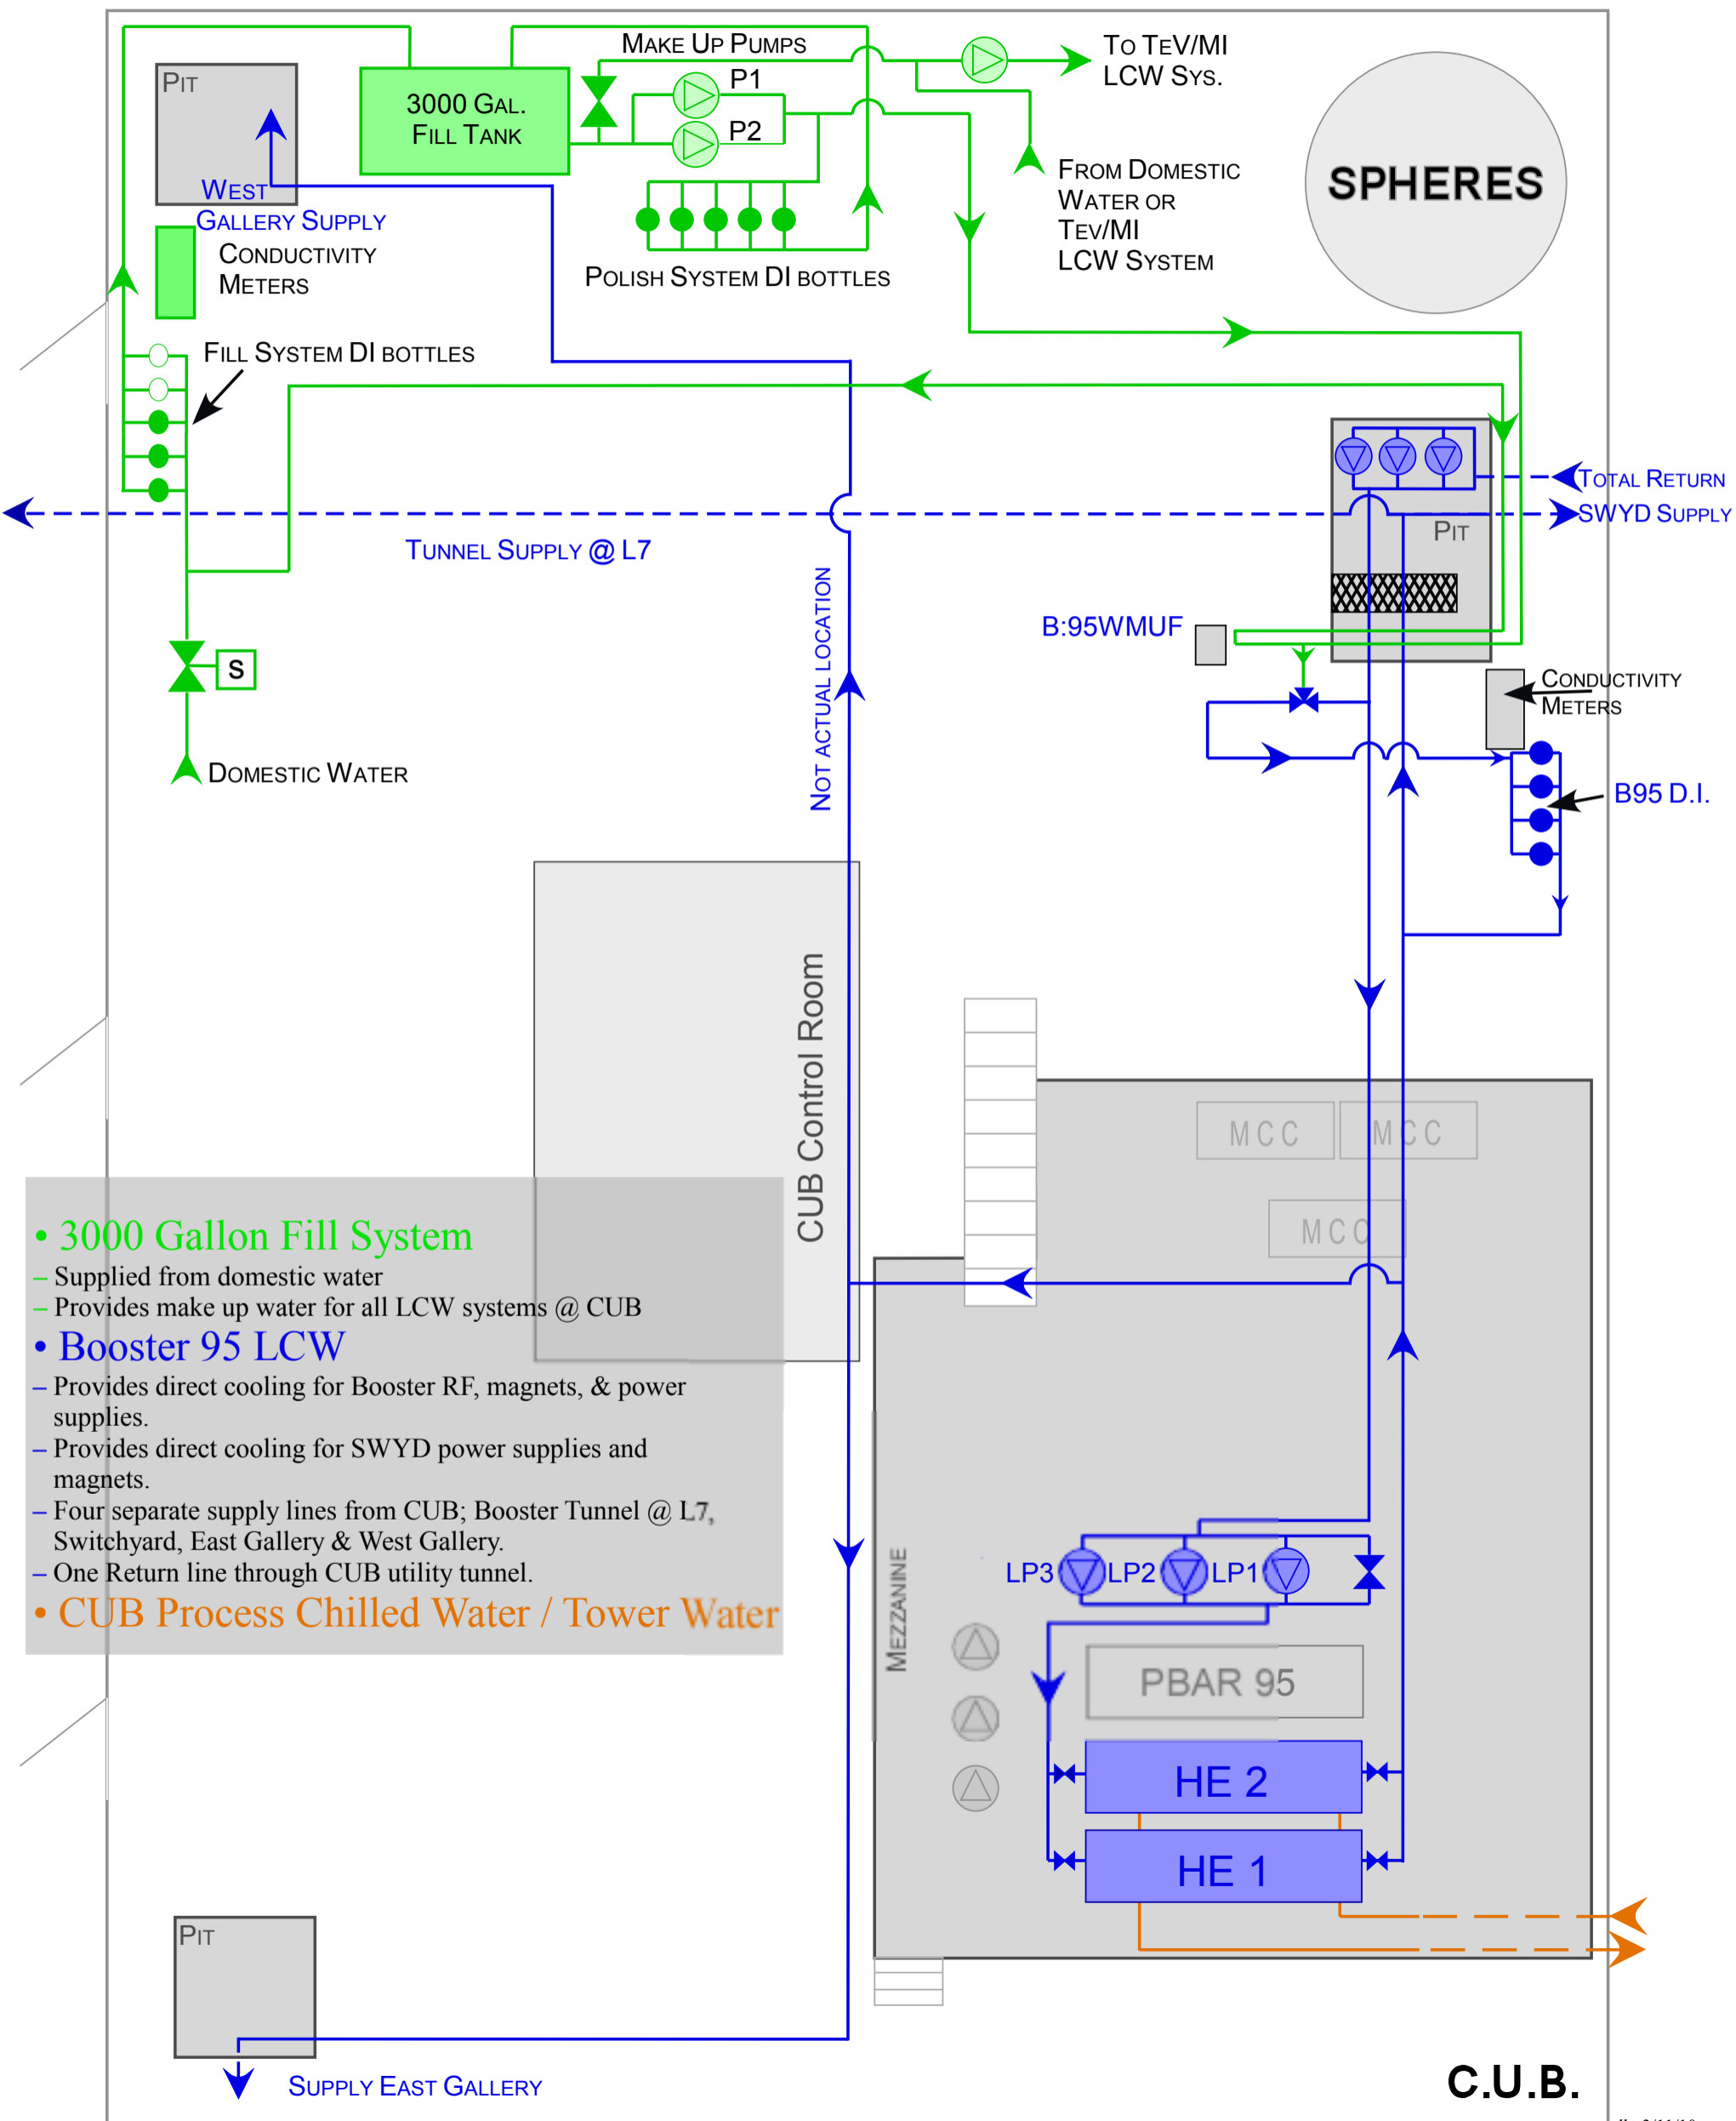 PIT
WEST
GALLERY SUPPLY
CONDUCTIVITY
METERS
3000 GAL.
FILL TANK
MAKE UP PUMPS
P1
P2
TO TEV/MI
LCW SYS.
FROM DOMESTIC
WATER OR
TEV/MI
LCW SYSTEM
SPHERES
POLISH SYSTEM DI BOTTLES
FILL SYSTEM DI BOTTLES
TOTAL RETURN
SWYD SUPPLY
PIT
TUNNEL SUPPLY @ L7
NOT ACTUAL LOCATION
B:95WMUF
S
DOMESTIC WATER
CONDUCTIVITY
METERS
B95 D.I.
CUB Control Room
MCC
MCC
MCC
• 3000 Gallon Fill System
– Supplied from domestic water
– Provides make up water for all LCW systems @ CUB
• Booster 95 LCW
– Provides direct cooling for Booster RF, magnets, & power
supplies.
– Provides direct cooling for SWYD power supplies and
magnets.
– Four separate supply lines from CUB; Booster Tunnel @ L7,
Switchyard, East Gallery & West Gallery.
– One Return line through CUB utility tunnel.
• CUB Process Chilled Water / Tower Water
MEZZANINE
LP3
LP2
LP1
PBAR 95
HE 2
HE 1
PIT
SUPPLY EAST GALLERY
C.U.B.